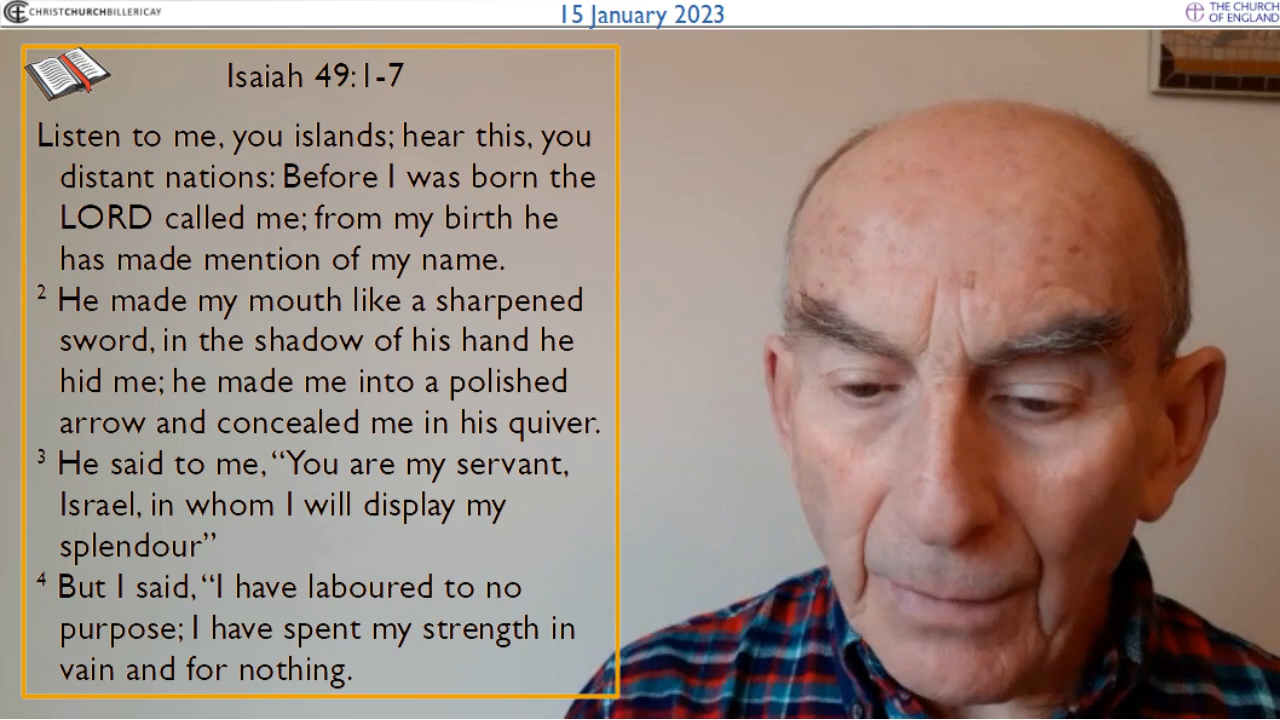 CHRISTCHURCHBILLERICAY
15 January 2023
THE CHURCH
OF ENGLAND
Isaiah 49:1-7
Listen to me, you islands; hear this, you
distant nations: Before I was born the
LORD called me; from my birth he
has made mention of my name.
2 He made my mouth like a sharpened
sword, in the shadow of his hand he
hid me; he made me into a polished
arrow and concealed me in his quiver.
3 He said to me, “You are my servant,
Israel, in whom I will display my
splendour”
4 But I said, “I have laboured to no
purpose; I have spent my strength in
vain and for nothing.